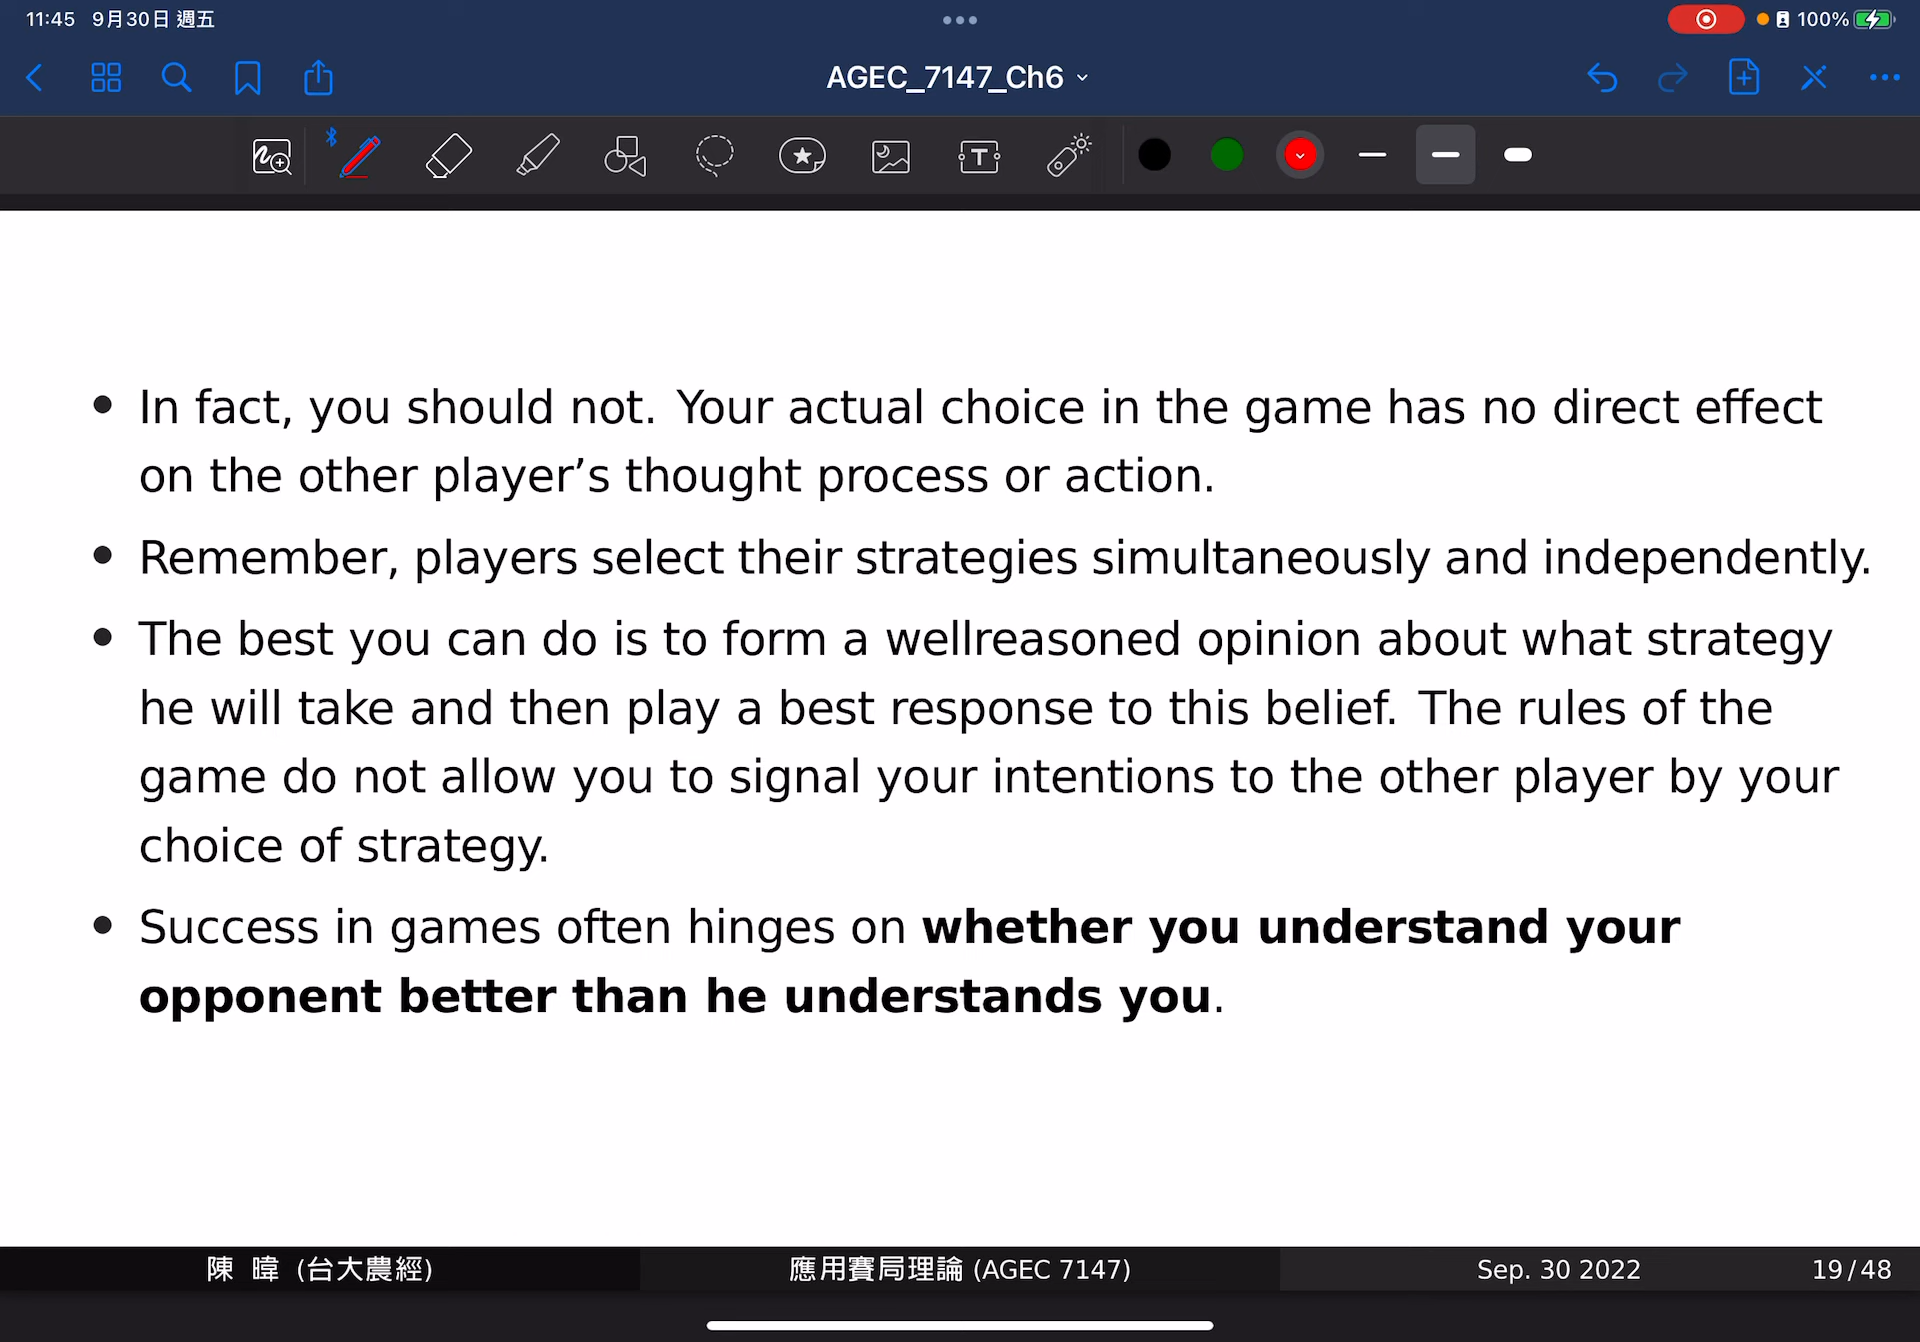 11:45 9月30日 週五
100%
AGEC_7147_Ch6
T
• In fact, you should not. Your actual choice in the game has no direct effect
on the other player’s thought process or action.
• Remember, players select their strategies simultaneously and independently.
• The best you can do is to form a wellreasoned opinion about what strategy
he will take and then play a best response to this belief. The rules of the
game do not allow you to signal your intentions to the other player by your
choice of strategy.
• Success in games often hinges on whether you understand your
opponent better than he understands you.
陳 暐 (台大農經)
應用賽局理論 (AGEC 7147)
Sep. 30 2022
19/48